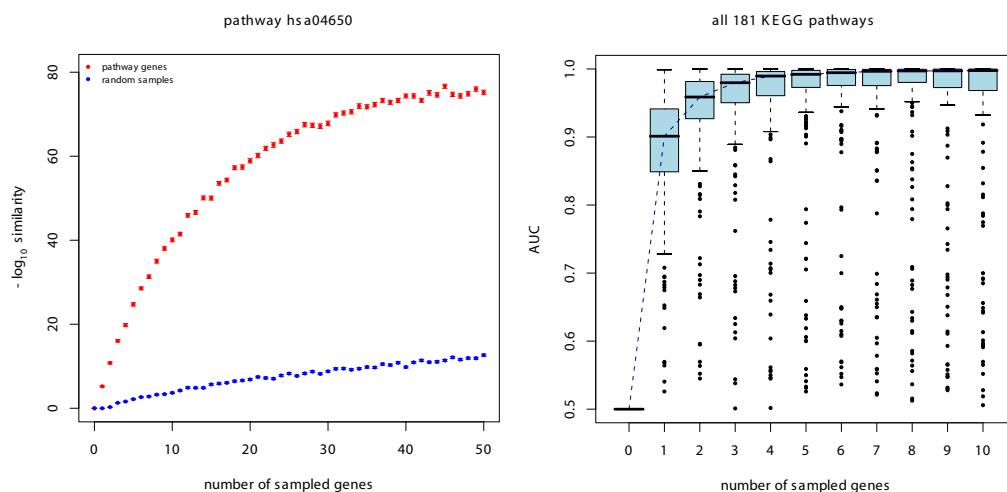 pathway hsa04650
pathway genes
random samples
- log10 similarity
80
60
40
20
0
0 10 20 30 40 50
number of sampled genes
all 181 KEGG pathways
AUC
1.0
0.9
0.8
0.7
0.6
0.5
0 1 2 3 4 5 6 7 8 9 10
number of sampled genes